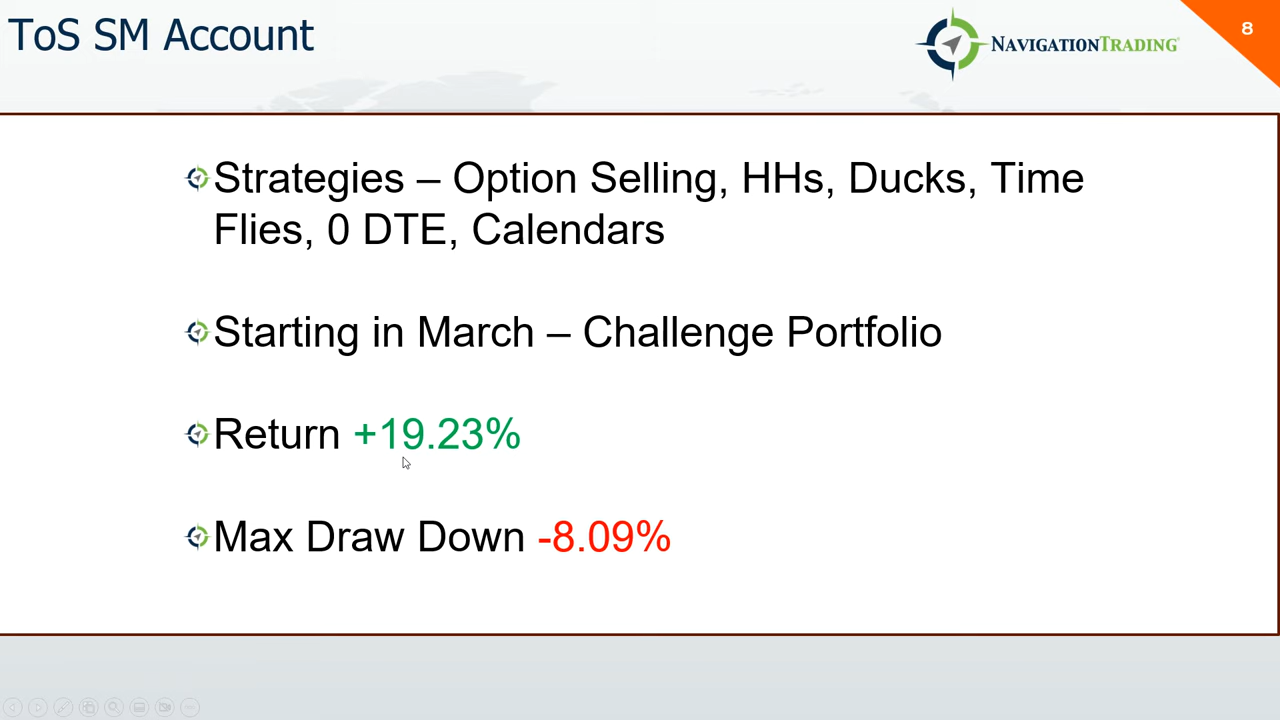 ToS SM Account
NAVIGATIONTRADING
8
Strategies – Option Selling, HHs, Ducks, Time
Flies, 0 DTE, Calendars
Starting in March – Challenge Portfolio
Return +19.23%
Max Draw Down -8.09%